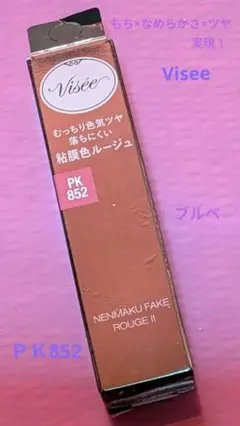 もち×なめらかさ×ツヤ
実現！
Visee
Visée
むっちり色気ツヤ
落ちにくい
粘膜色ルージュ
PK
852
ブルベ
NENMAKU FAKE
ROUGE II
ＰＫ852